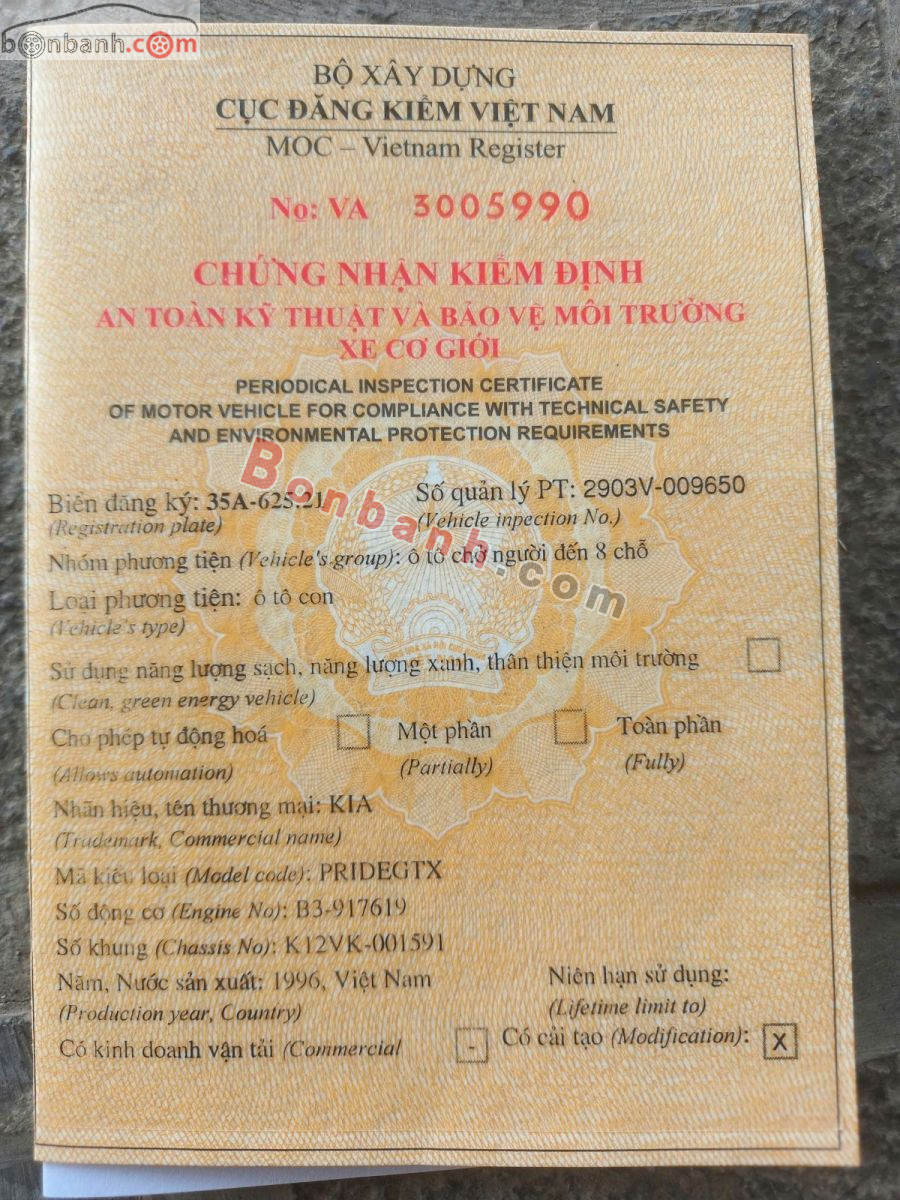 bonbanh.com
BỘ XÂY DỰNG
CỤC ĐĂNG KIỂM VIỆT NAM
MOC – Vietnam Register
No: VA 3005990
CHỨNG NHẬN KIỂM ĐỊNH
AN TOÀN KỸ THUẬT VÀ BẢO VỆ MÔI TRƯỜNG
XE CƠ GIỚI
PERIODICAL INSPECTION CERTIFICATE
OF MOTOR VEHICLE FOR COMPLIANCE WITH TECHNICAL SAFETY
AND ENVIRONMENTAL PROTECTION REQUIREMENTS
Bonbanh.com
Biển đăng ký: 35A-625.21 Số quản lý PT: 2903V-009650
(Registration plate) (Vehicle inpection No.)
Nhóm phương tiện (Vehicle's group): ô tô chở người đến 8 chỗ
Loại phương tiện: ô tô con
(Vehicle's type)
Sử dụng năng lượng sạch, năng lượng xanh, thân thiện môi trường
(Clean, green energy vehicle)
Cho phép tự động hoá Một phần Toàn phần
(Allows automation) (Partially) (Fully)
Nhãn hiệu, tên thương mại: KIA
(Trademark, Commercial name)
Mã kiểu loại (Model code): PRIDEGTX
Số động cơ (Engine No): B3-917619
Số khung (Chassis No): K12VK-001591
Năm, Nước sản xuất: 1996, Việt Nam Niên hạn sử dụng:
(Production year, Country) (Lifetime limit to)
Có kinh doanh vận tải (Commercial - Có cải tạo (Modification): X